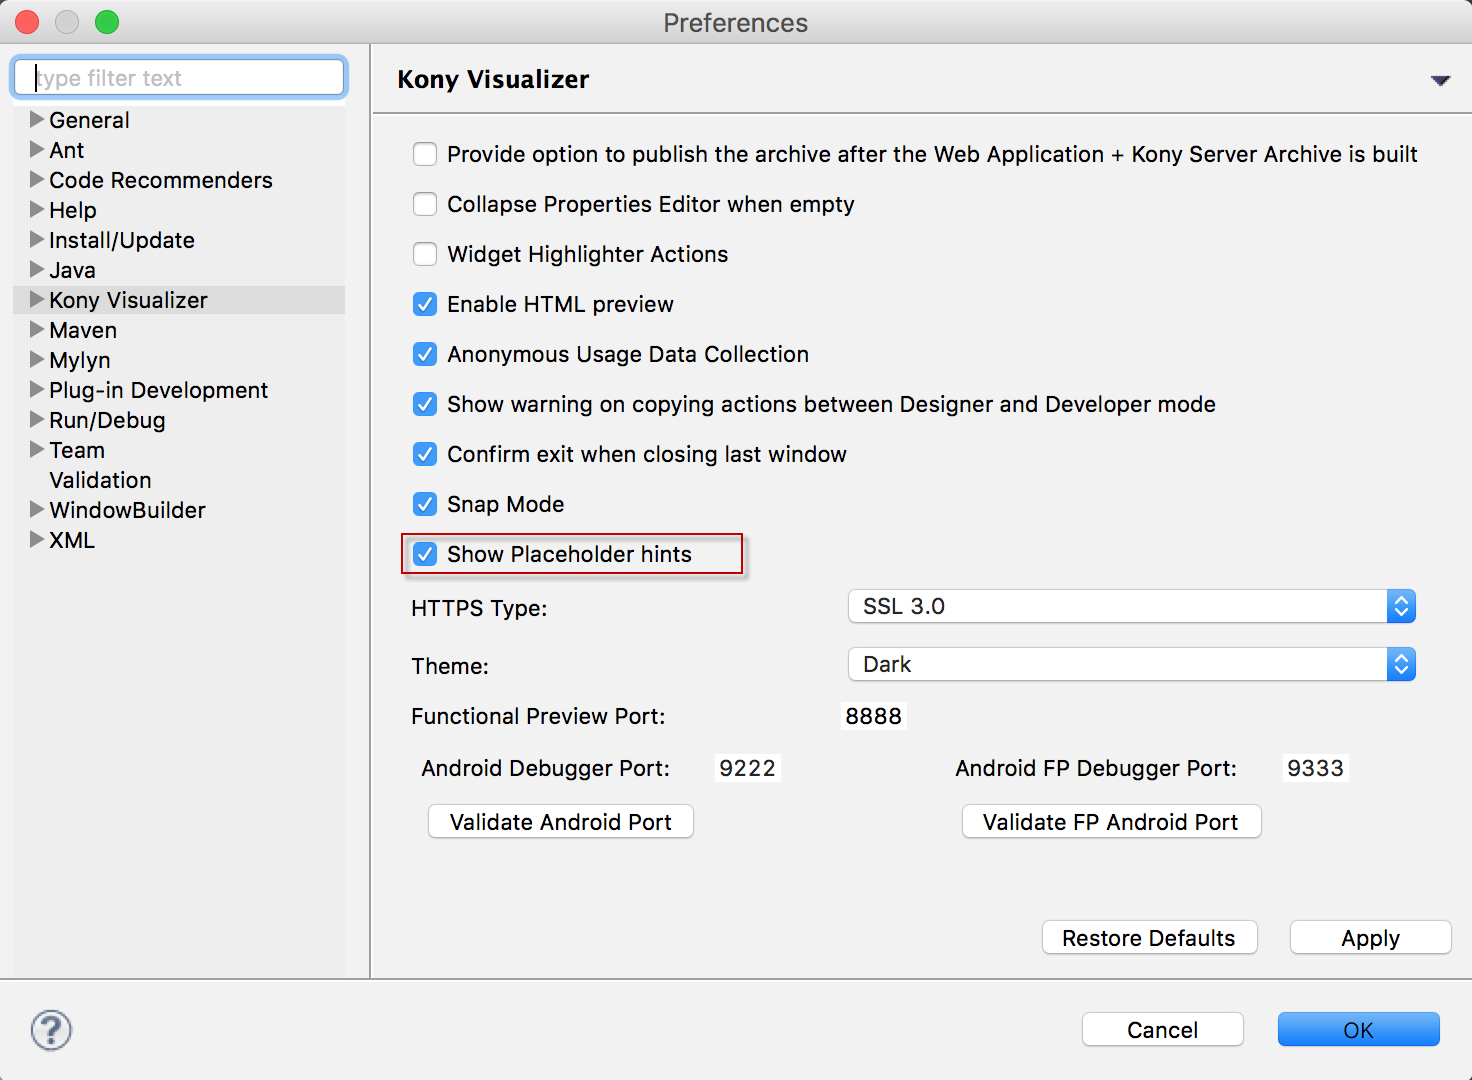 Preferences
type filter text
General
Ant
Code Recommenders
Help
Install/Update
Java
Kony Visualizer
Maven
Mylyn
Plug-in Development
Run/Debug
Team
Validation
WindowBuilder
XML
Kony Visualizer
Provide option to publish the archive after the Web Application + Kony Server Archive is built
Collapse Properties Editor when empty
Widget Highlighter Actions
Enable HTML preview
Anonymous Usage Data Collection
Show warning on copying actions between Designer and Developer mode
Confirm exit when closing last window
Snap Mode
Show Placeholder hints
HTTPS Type: SSL 3.0
Theme: Dark
Functional Preview Port: 8888
Android Debugger Port: 9222 Android FP Debugger Port: 9333
Validate Android Port Validate FP Android Port
Restore Defaults Apply
? Cancel OK